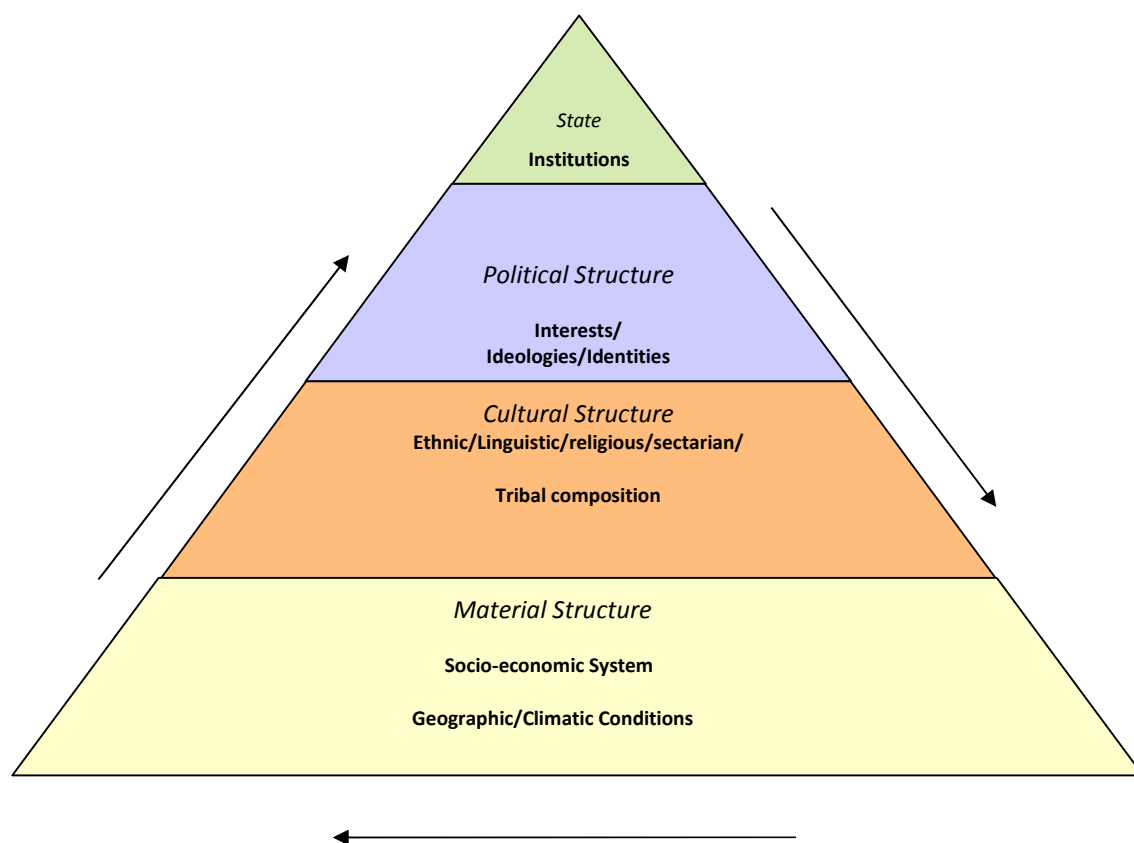 State
Institutions
Political Structure
Interests/
Ideologies/Identities
Cultural Structure
Ethnic/Linguistic/religious/sectarian/
Tribal composition
Material Structure
Socio-economic System
Geographic/Climatic Conditions